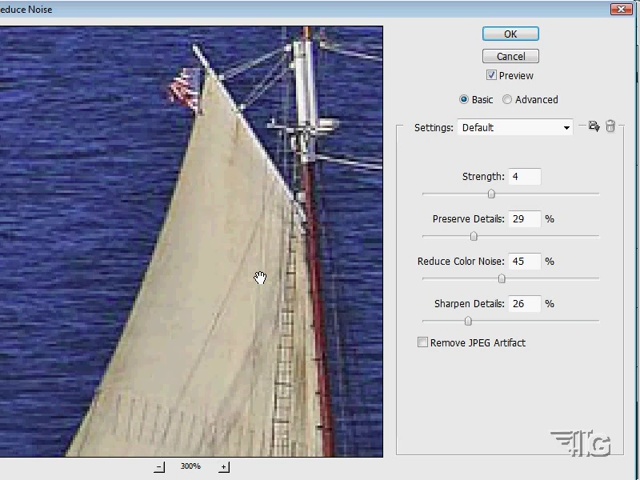 educe Noise
OK
Cancel
Preview
Basic Advanced
Settings: Default
Strength: 4
Preserve Details: 29 %
Reduce Color Noise: 45 %
Sharpen Details: 26 %
Remove JPEG Artifact
- 300% +